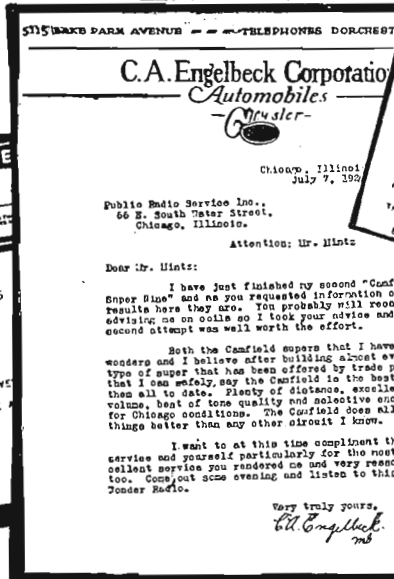 5115 LAKE PARK AVENUE - - - TELEPHONES DORCHEST
C.A. Engelbeck Corporatio
Automobiles
-Chrysler-
Chicago, Illinoi
July 7, 192
Public Radio Service Inc.,
66 E. South Water Street,
Chicago, Illinois.
Attention: Mr. Mintz
Dear Mr. Mintz:
I have just finished my second "Camf
Super Nine" and as you requested information o
results here they are. You probably will reco
advising me on coils so I took your advice and
second attempt was well worth the effort.
Both the Camfield supers that I have
wonders and I believe after building almost ev
type of super that has been offered by trade p
that I can safely, say the Camfield is the best
them all to date. Plenty of distance, excelle
volume, best of tone quality and selective eno
for Chicago conditions. The Camfield does all
things better than any other circuit I know.
I want to at this time compliment th
service and yourself particularly for the most
cellent service you rendered me and very reaso
too. Come out some evening and listen to this
Wonder Radio.
Very truly yours,
C.A. Engelbeck.